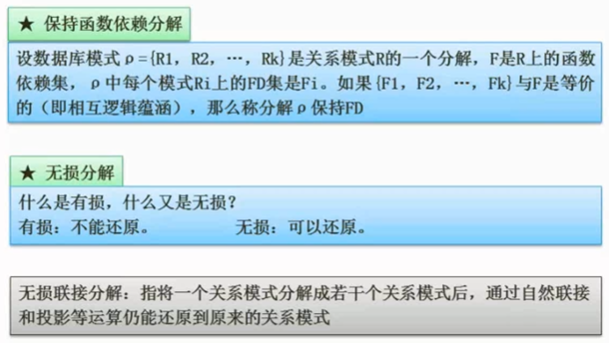 ★ 保持函数依赖分解
设数据库模式ρ={R1，R2，…，Rk}是关系模式R的一个分解，F是R上的函数
依赖集，ρ中每个模式Ri上的FD集是Fi。如果{F1，F2，…，Fk}与F是等价
的（即相互逻辑蕴涵），那么称分解ρ保持FD
★ 无损分解
什么是有损，什么又是无损？
有损：不能还原。 无损：可以还原。
无损联接分解：指将一个关系模式分解成若干个关系模式后，通过自然联接
和投影等运算仍能还原到原来的关系模式